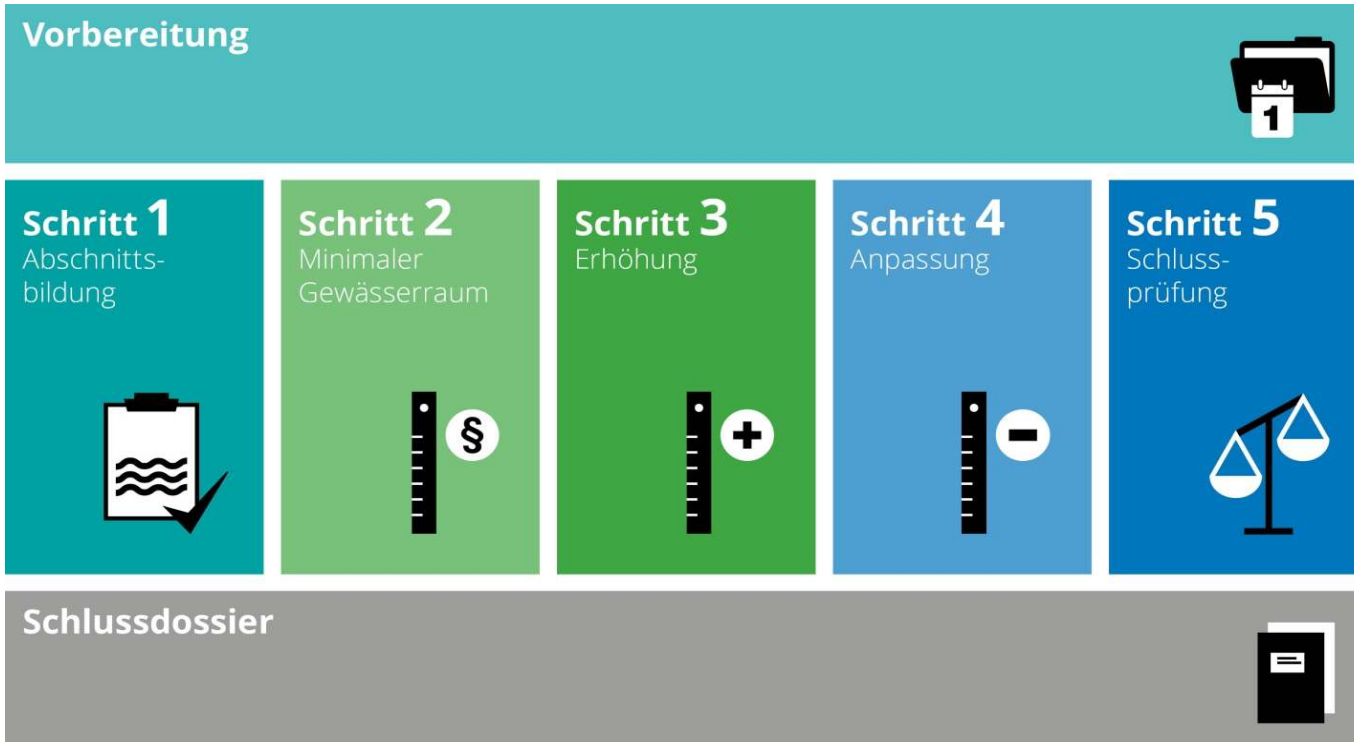 Vorbereitung
1
Schritt 1
Abschnitts-
bildung
Schritt 2
Minimaler
Gewässerraum
§
Schritt 3
Erhöhung
+
Schritt 4
Anpassung
-
Schritt 5
Schluss-
prüfung
Schlussdossier